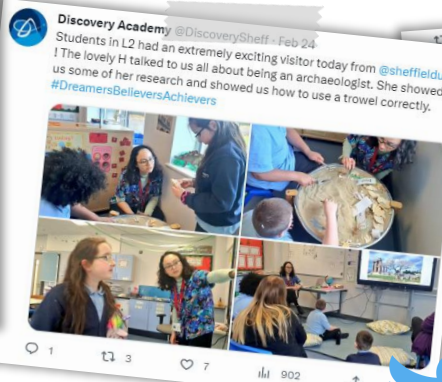 Discovery Academy @DiscoverySheff · Feb 24
Students in L2 had an extremely exciting visitor today from @sheffieldu
! The lovely H talked to us all about being an archaeologist. She showed
us some of her research and showed us how to use a trowel correctly.
#DreamersBelieversAchievers
1 3 7 902